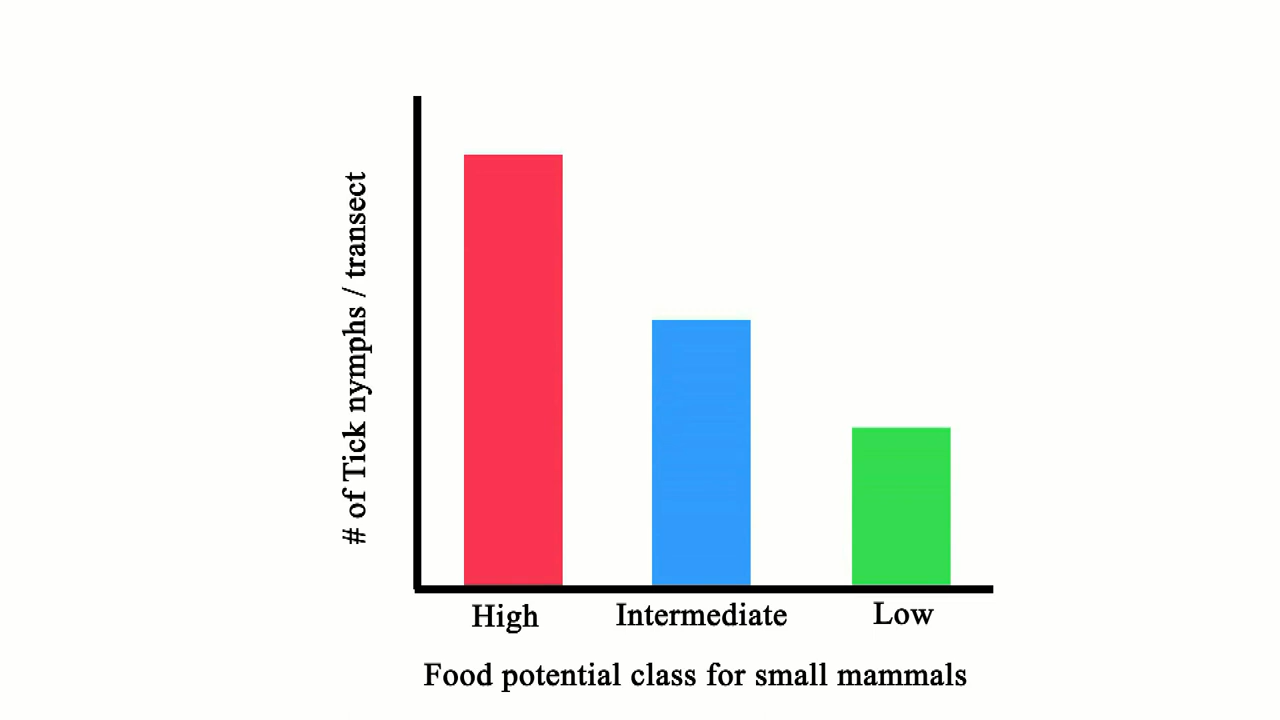 # of Tick nymphs / transect
High
Intermediate
Low
Food potential class for small mammals